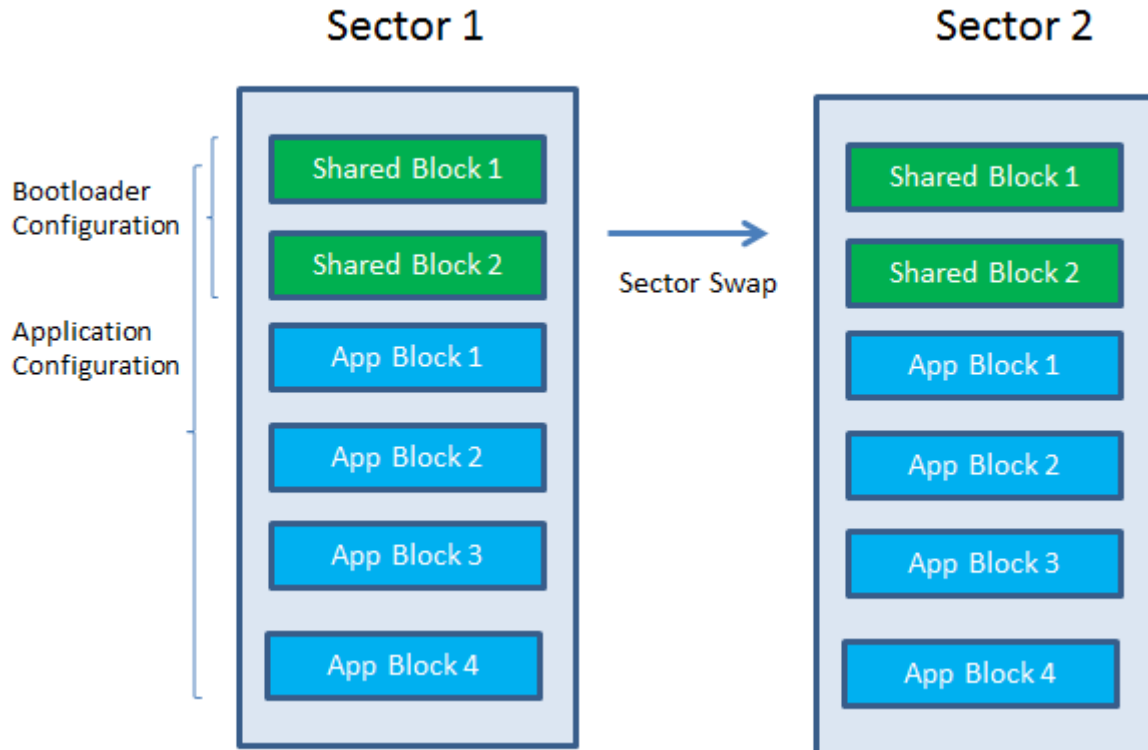 Sector 1
Sector 2
Bootloader
Configuration
Application
Configuration
Shared Block 1
Shared Block 2
App Block 1
App Block 2
App Block 3
App Block 4
Sector Swap
Shared Block 1
Shared Block 2
App Block 1
App Block 2
App Block 3
App Block 4